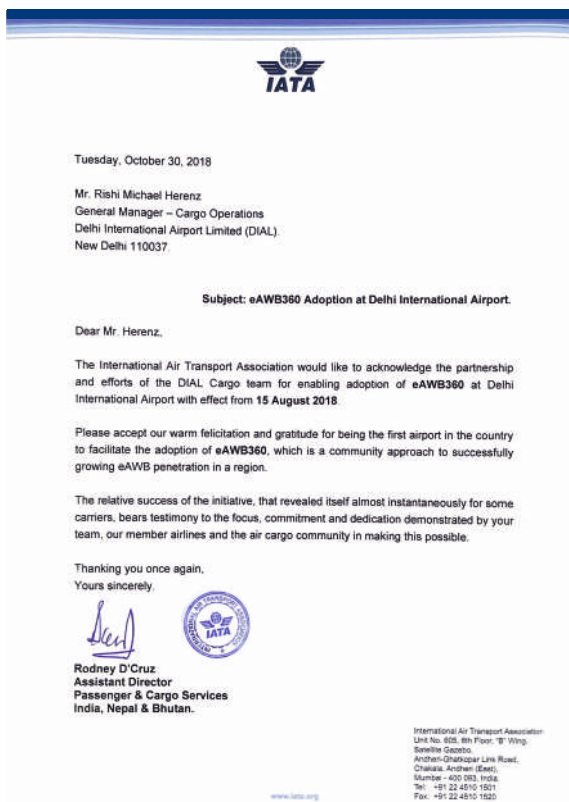 IATA
Tuesday, October 30, 2018
Mr. Rishi Michael Herenz
General Manager – Cargo Operations
Delhi International Airport Limited (DIAL).
New Delhi 110037.
Subject: eAWB360 Adoption at Delhi International Airport.
Dear Mr. Herenz,
The International Air Transport Association would like to acknowledge the partnership
and efforts of the DIAL Cargo team for enabling adoption of eAWB360 at Delhi
International Airport with effect from 15 August 2018.
Please accept our warm felicitation and gratitude for being the first airport in the country
to facilitate the adoption of eAWB360, which is a community approach to successfully
growing eAWB penetration in a region.
The relative success of the initiative, that revealed itself almost instantaneously for some
carriers, bears testimony to the focus, commitment and dedication demonstrated by your
team, our member airlines and the air cargo community in making this possible.
Thanking you once again,
Yours sincerely,
INTERNATIONAL AIR TRANSPORT ASSOCIATION
IATA
Rodney D'Cruz
Assistant Director
Passenger & Cargo Services
India, Nepal & Bhutan.
International Air Transport Association
Unit No. 605, 6th Floor, "B" Wing,
Satellite Gazebo,
Andheri-Ghatkopar Link Road,
Chakala, Andheri (East),
Mumbai - 400 093, India
Tel: +91 22 4510 1501
Fax: +91 22 4510 1520
www.iata.org